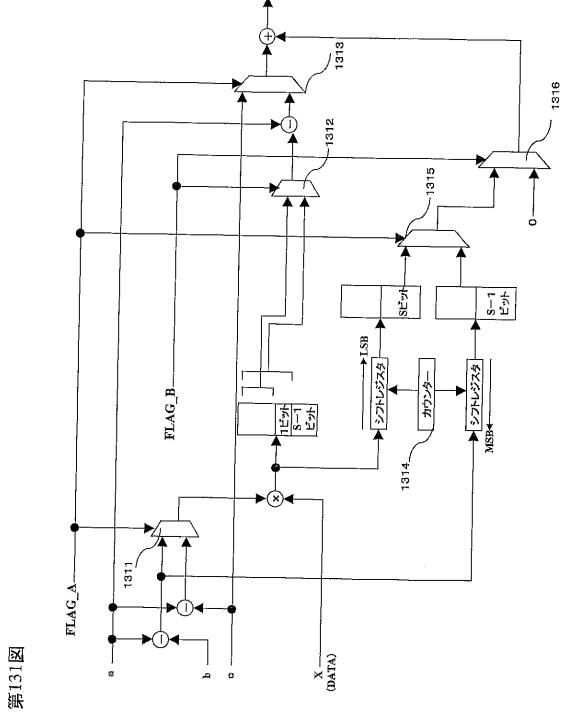 第131図
FLAG_A
a
b
c
X
(DATA)
1311
FLAG_B
1ビット
S-1
ビット
1312
1313
LSB
シフトレジスタ
カウンター
1314
シフトレジスタ
MSB
Sビット
S-1
ビット
1315
1316
0